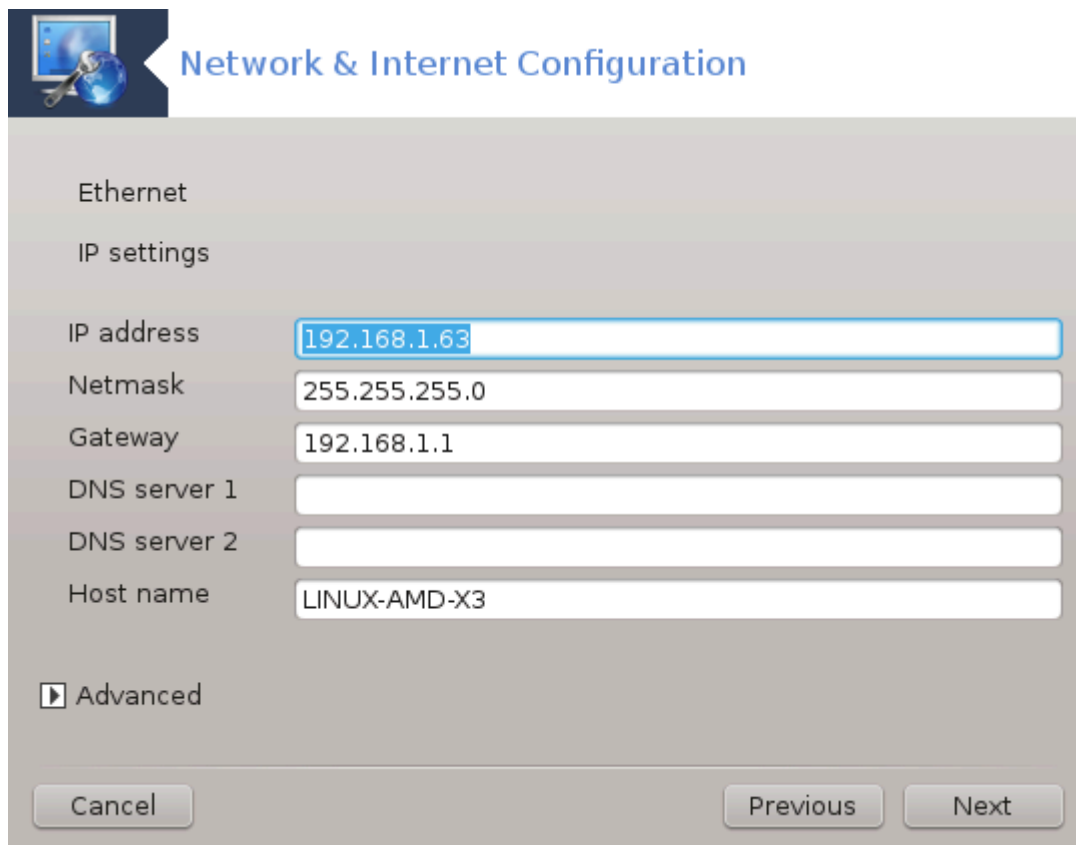 Network & Internet Configuration
Ethernet
IP settings
IP address 192.168.1.63
Netmask 255.255.255.0
Gateway 192.168.1.1
DNS server 1
DNS server 2
Host name LINUX-AMD-X3
Advanced
Cancel Previous Next